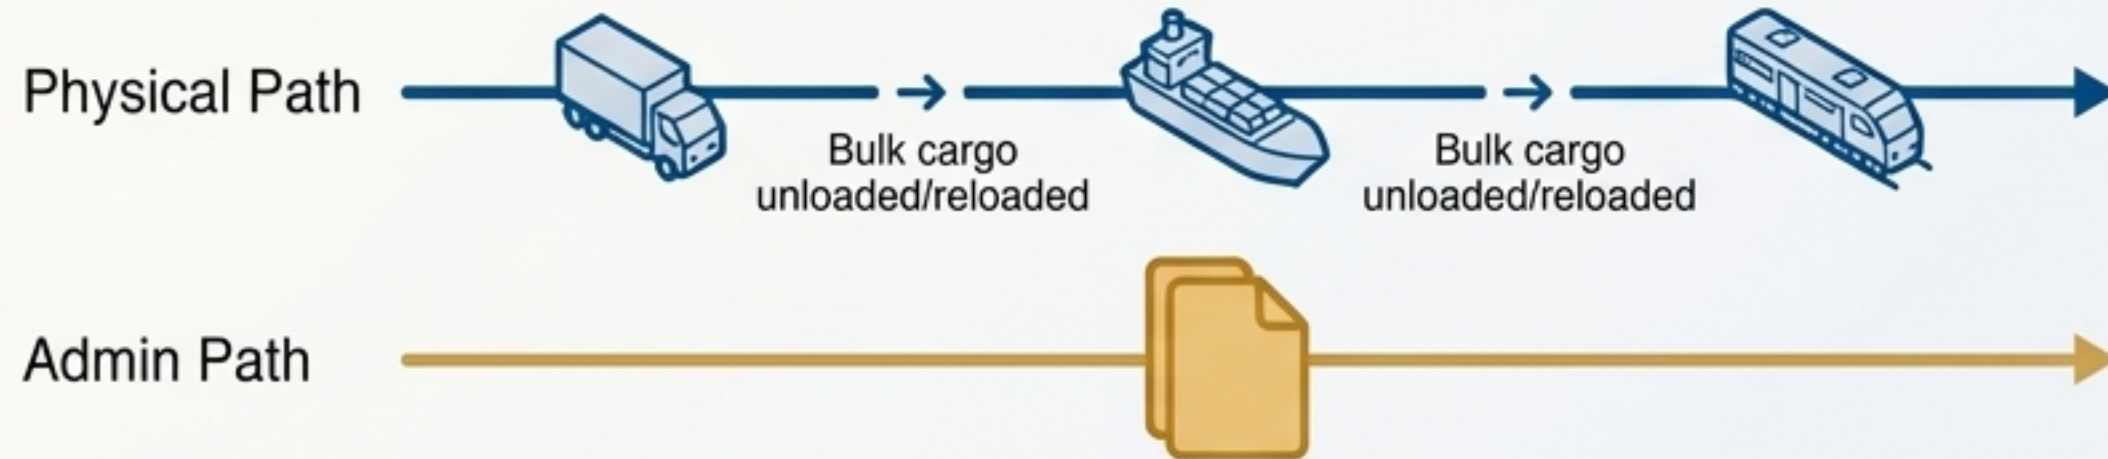 Physical Path
Bulk cargo
unloaded/reloaded
Bulk cargo
unloaded/reloaded
Admin Path